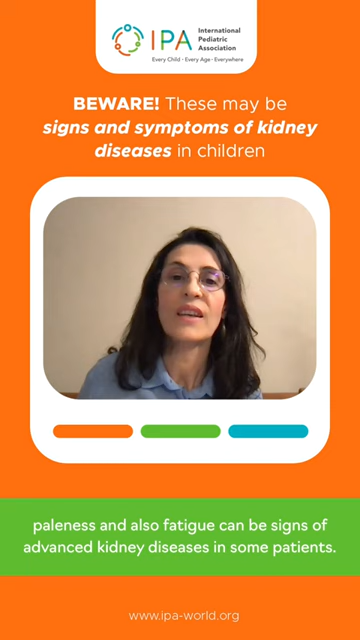 IPA
International
Pediatric
Association
Every Child • Every Age • Everywhere
BEWARE! These may be
signs and symptoms of kidney
diseases in children
paleness and also fatigue can be signs of
advanced kidney diseases in some patients.
www.ipa-world.org